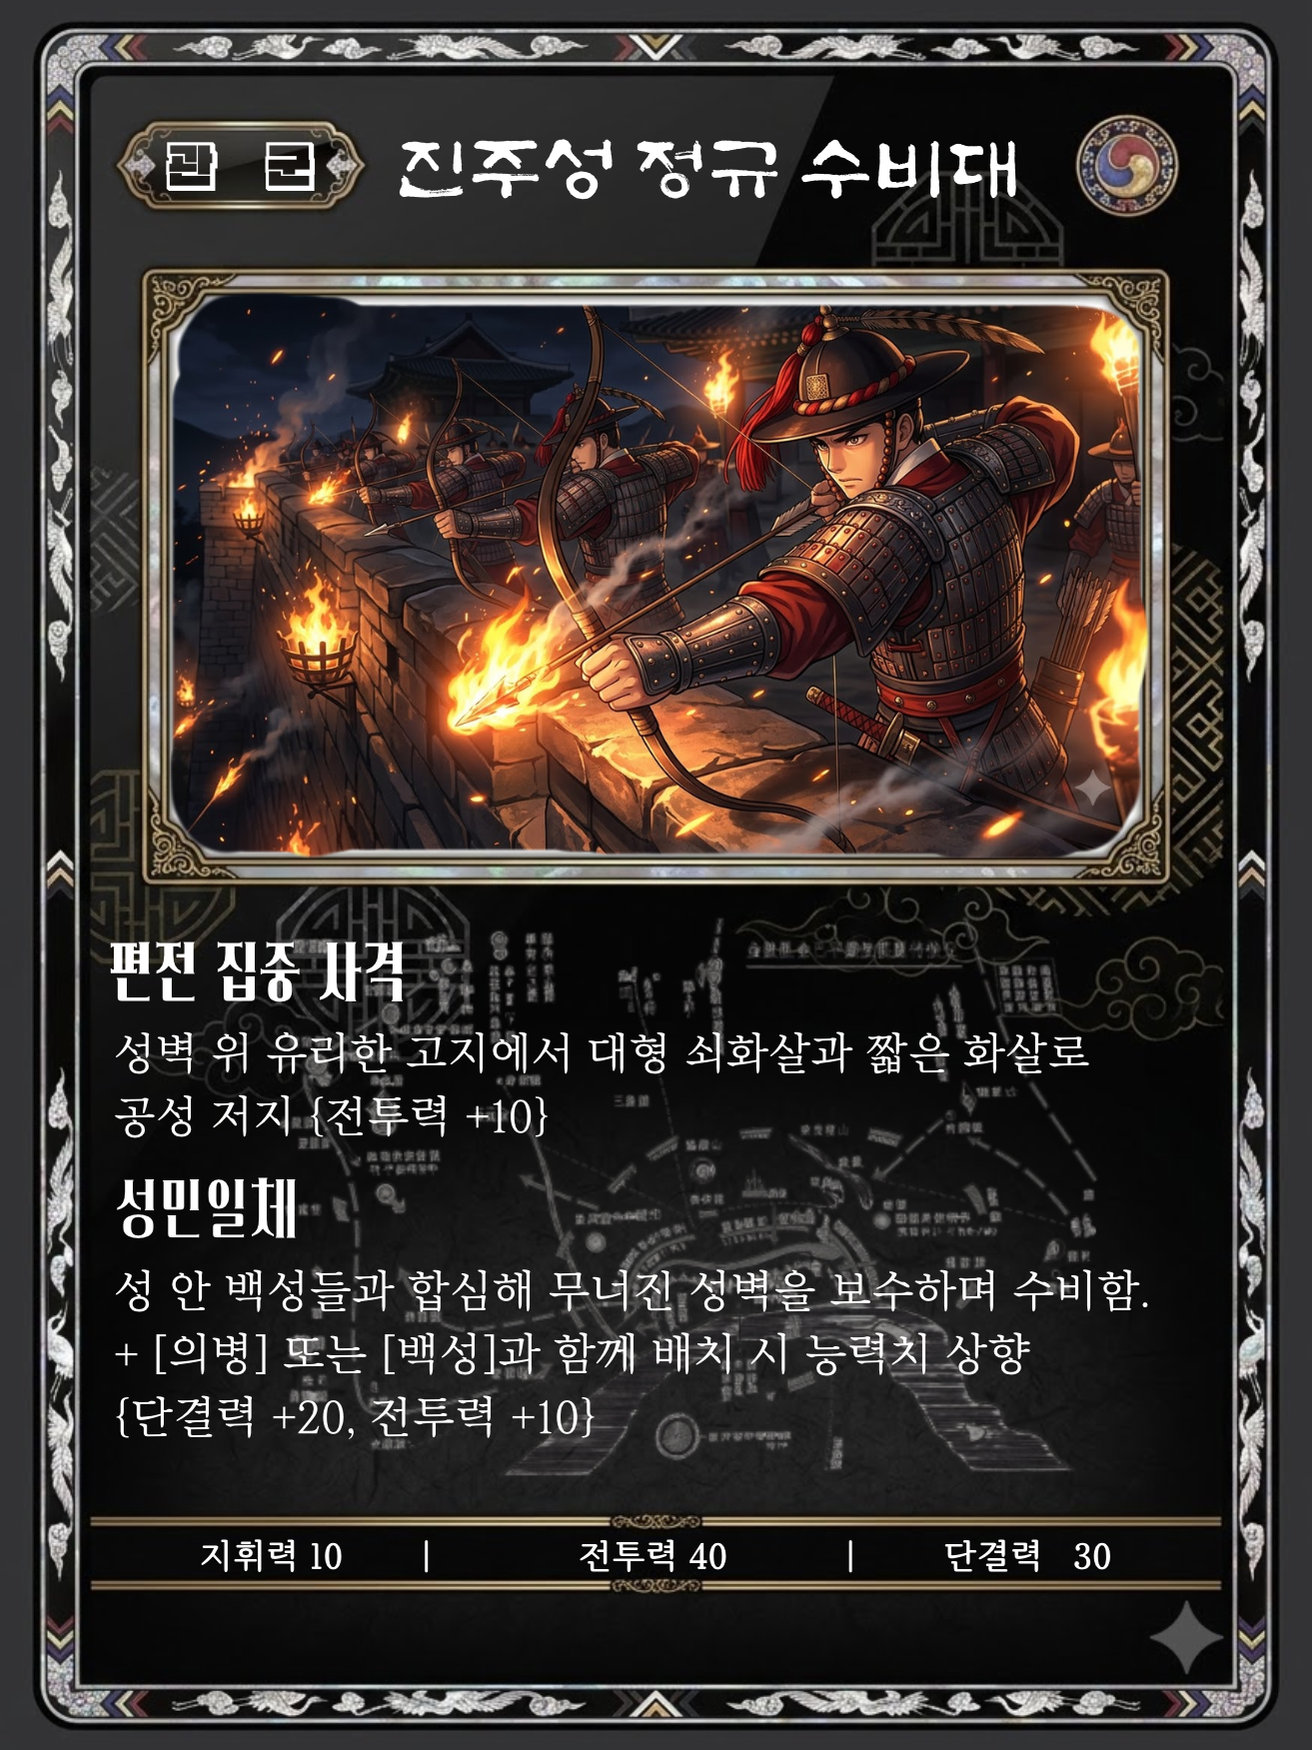 관 군
진주성 정규 수비대
편전 집중 사격
성벽 위 유리한 고지에서 대형 쇠화살과 짧은 화살로
공성 저지 {전투력 +10}
성민일체
성 안 백성들과 합심해 무너진 성벽을 보수하며 수비함.
+ [의병] 또는 [백성]과 함께 배치 시 능력치 상향
{단결력 +20, 전투력 +10}
지휘력 10 | 전투력 40 | 단결력 30